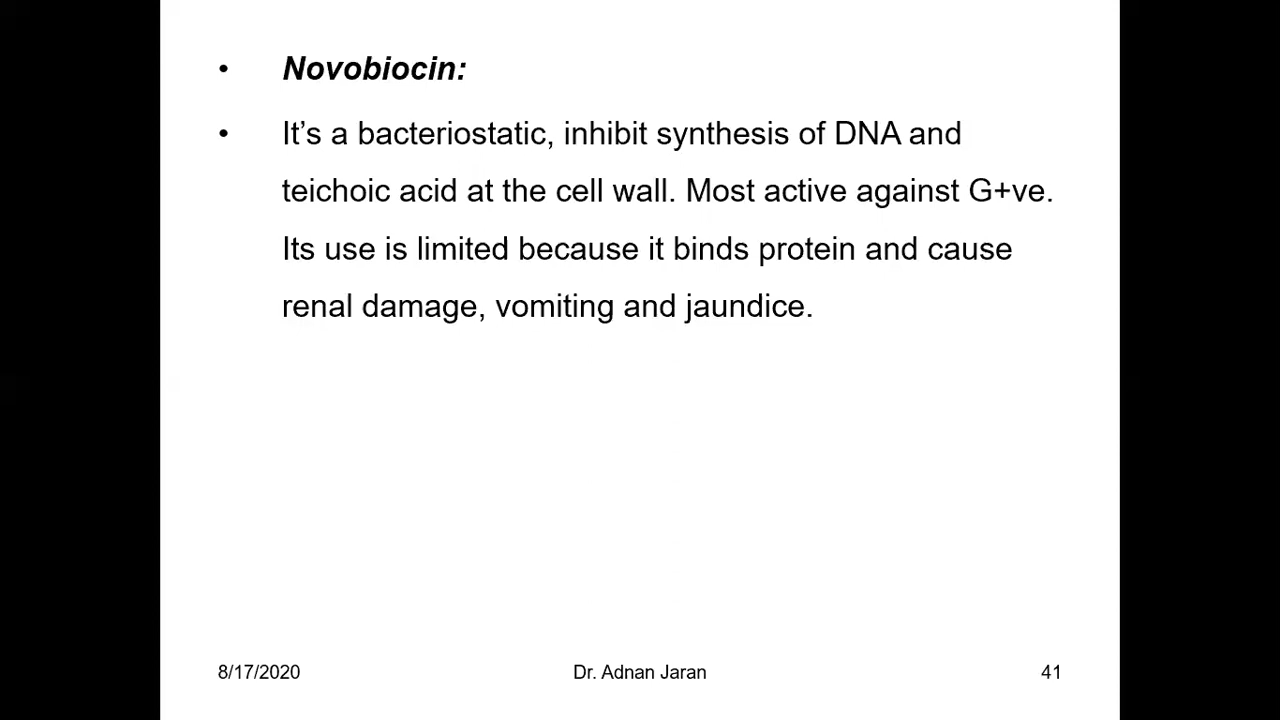 • Novobiocin:
• It’s a bacteriostatic, inhibit synthesis of DNA and
teichoic acid at the cell wall. Most active against G+ve.
Its use is limited because it binds protein and cause
renal damage, vomiting and jaundice.
8/17/2020 Dr. Adnan Jaran 41